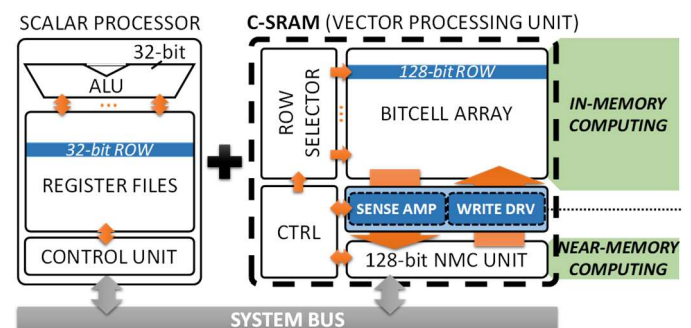 SCALAR PROCESSOR
32-bit
ALU
...
32-bit ROW
REGISTER FILES
CONTROL UNIT
+
C-SRAM (VECTOR PROCESSING UNIT)
ROW
SELECTOR
...
128-bit ROW
BITCELL ARRAY
CTRL
SENSE AMP
WRITE DRV
128-bit NMC UNIT
IN-MEMORY
COMPUTING
NEAR-MEMORY
COMPUTING
SYSTEM BUS